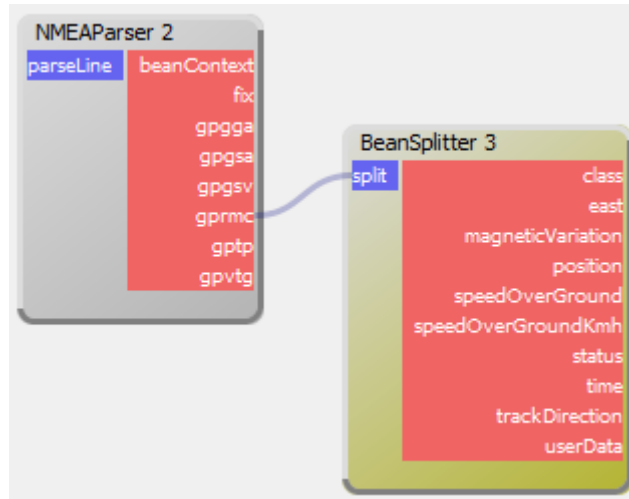 NMEAParser 2
parseLine beanContext
fix
gpgga
gpgsa
gpgsv
gprmc
gptp
gpvtg
BeanSplitter 3
split class
east
magneticVariation
position
speedOverGround
speedOverGroundKmh
status
time
trackDirection
userData